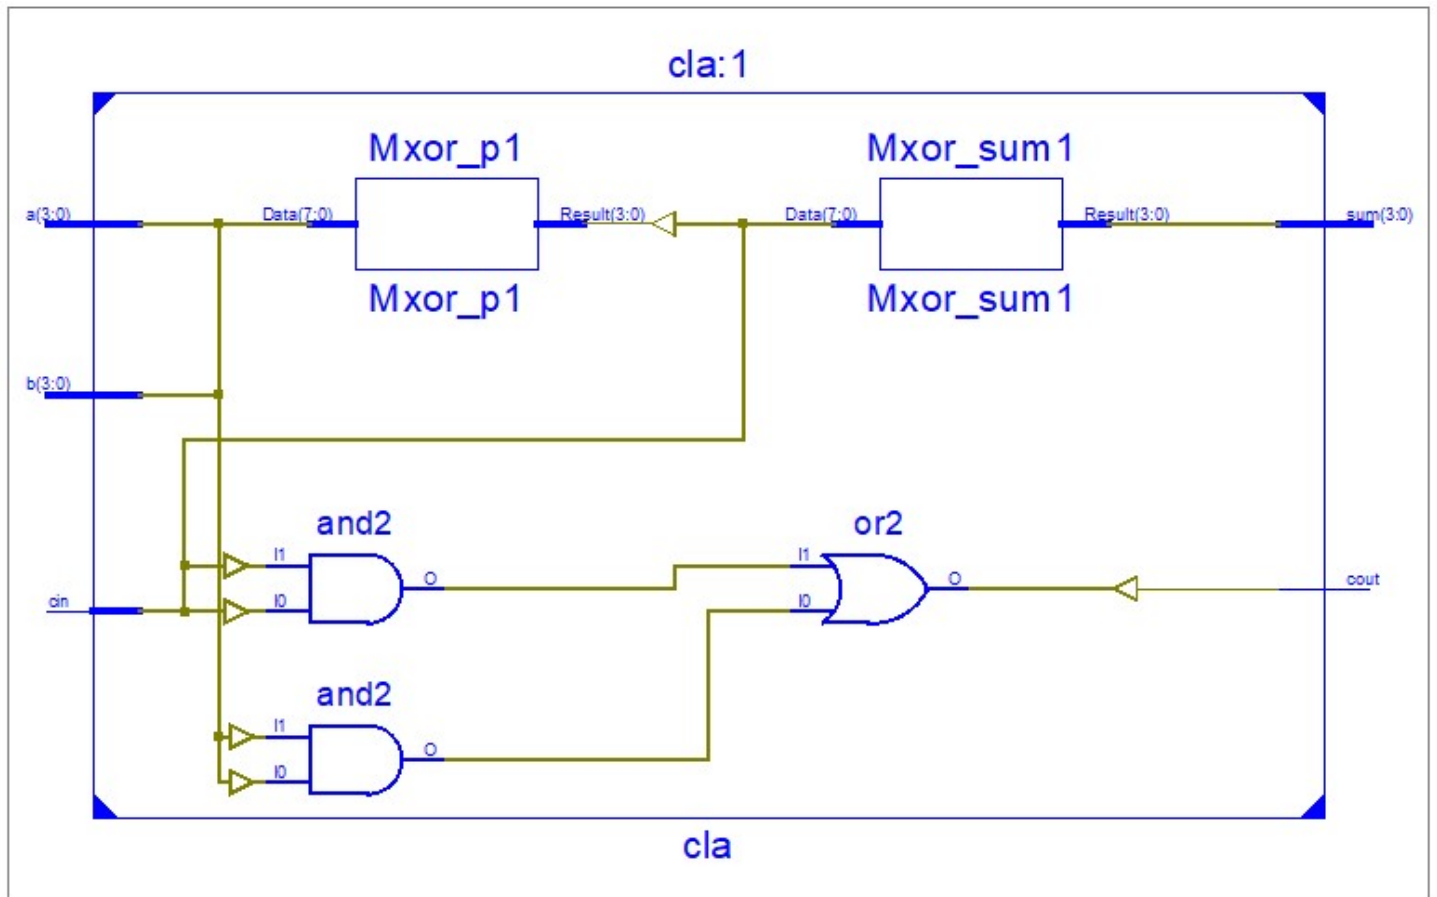 cla:1
Mxor_p1
Mxor_sum1
a(3:0)
Data(7:0)
Result(3:0)
Data(7:0)
Result(3:0)
sum(3:0)
Mxor_p1
Mxor_sum1
b(3:0)
and2
or2
I1
I1
O
O
cout
cin
I0
I0
and2
I1
O
I0
cla